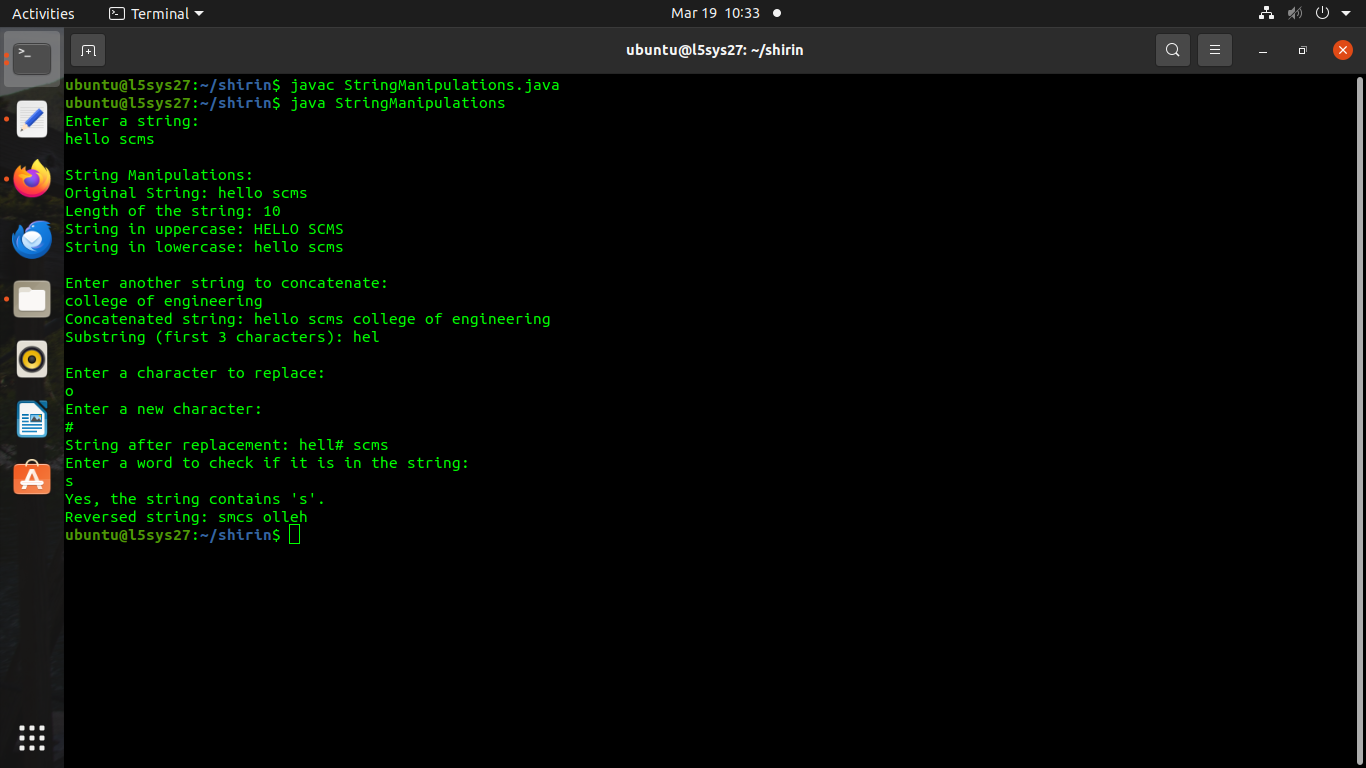 Activities
Terminal
Mar 19 10:33
ubuntu@l5sys27: ~/shirin
ubuntu@l5sys27:~/shirin$ javac StringManipulations.java
ubuntu@l5sys27:~/shirin$ java StringManipulations
Enter a string:
hello scms
String Manipulations:
Original String: hello scms
Length of the string: 10
String in uppercase: HELLO SCMS
String in lowercase: hello scms
Enter another string to concatenate:
college of engineering
Concatenated string: hello scms college of engineering
Substring (first 3 characters): hel
Enter a character to replace:
o
Enter a new character:
#
String after replacement: hell# scms
Enter a word to check if it is in the string:
s
Yes, the string contains 's'.
Reversed string: smcs olleh
ubuntu@l5sys27:~/shirin$